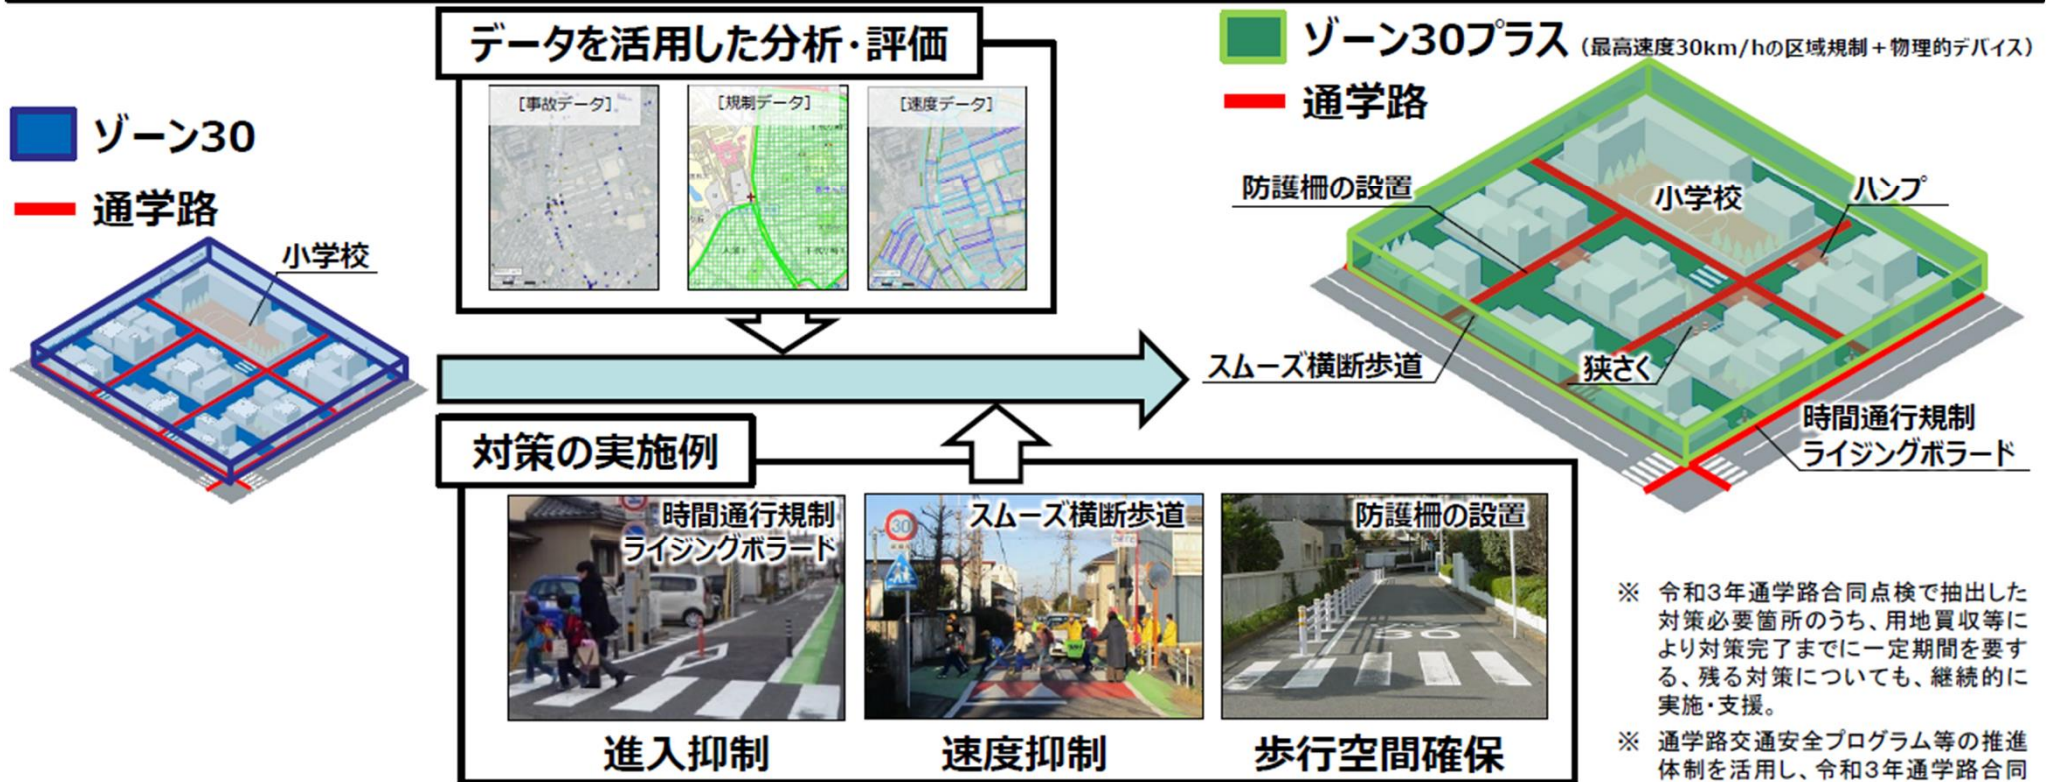 ゾーン30
通学路
小学校
データを活用した分析・評価
[事故データ]
[規制データ]
[速度データ]
対策の実施例
時間通行規制
ライジングボラード
進入抑制
30
スムーズ横断歩道
速度抑制
防護柵の設置
歩行空間確保
ゾーン30プラス（最高速度30km/hの区域規制+物理的デバイス）
通学路
防護柵の設置
小学校
ハンプ
スムーズ横断歩道
狭さく
時間通行規制
ライジングボラード
※ 令和3年通学路合同点検で抽出した
対策必要箇所のうち、用地買収等に
より対策完了までに一定期間を要す
る、残る対策についても、継続的に
実施・支援。
※ 通学路交通安全プログラム等の推進
体制を活用し、令和3年通学路合同